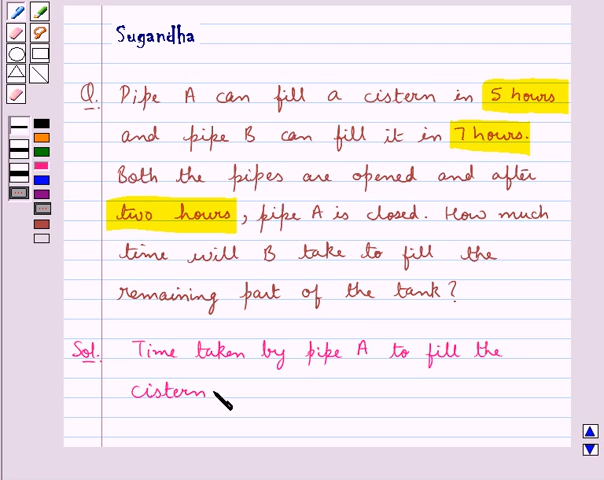 Sugandha
Q. Pipe A can fill a cistern in 5 hours
and pipe B can fill it in 7 hours.
Both the pipes are opened and after
two hours, pipe A is closed. How much
time will B take to fill the
remaining part of the tank?
Sol. Time taken by pipe A to fill the
cistern